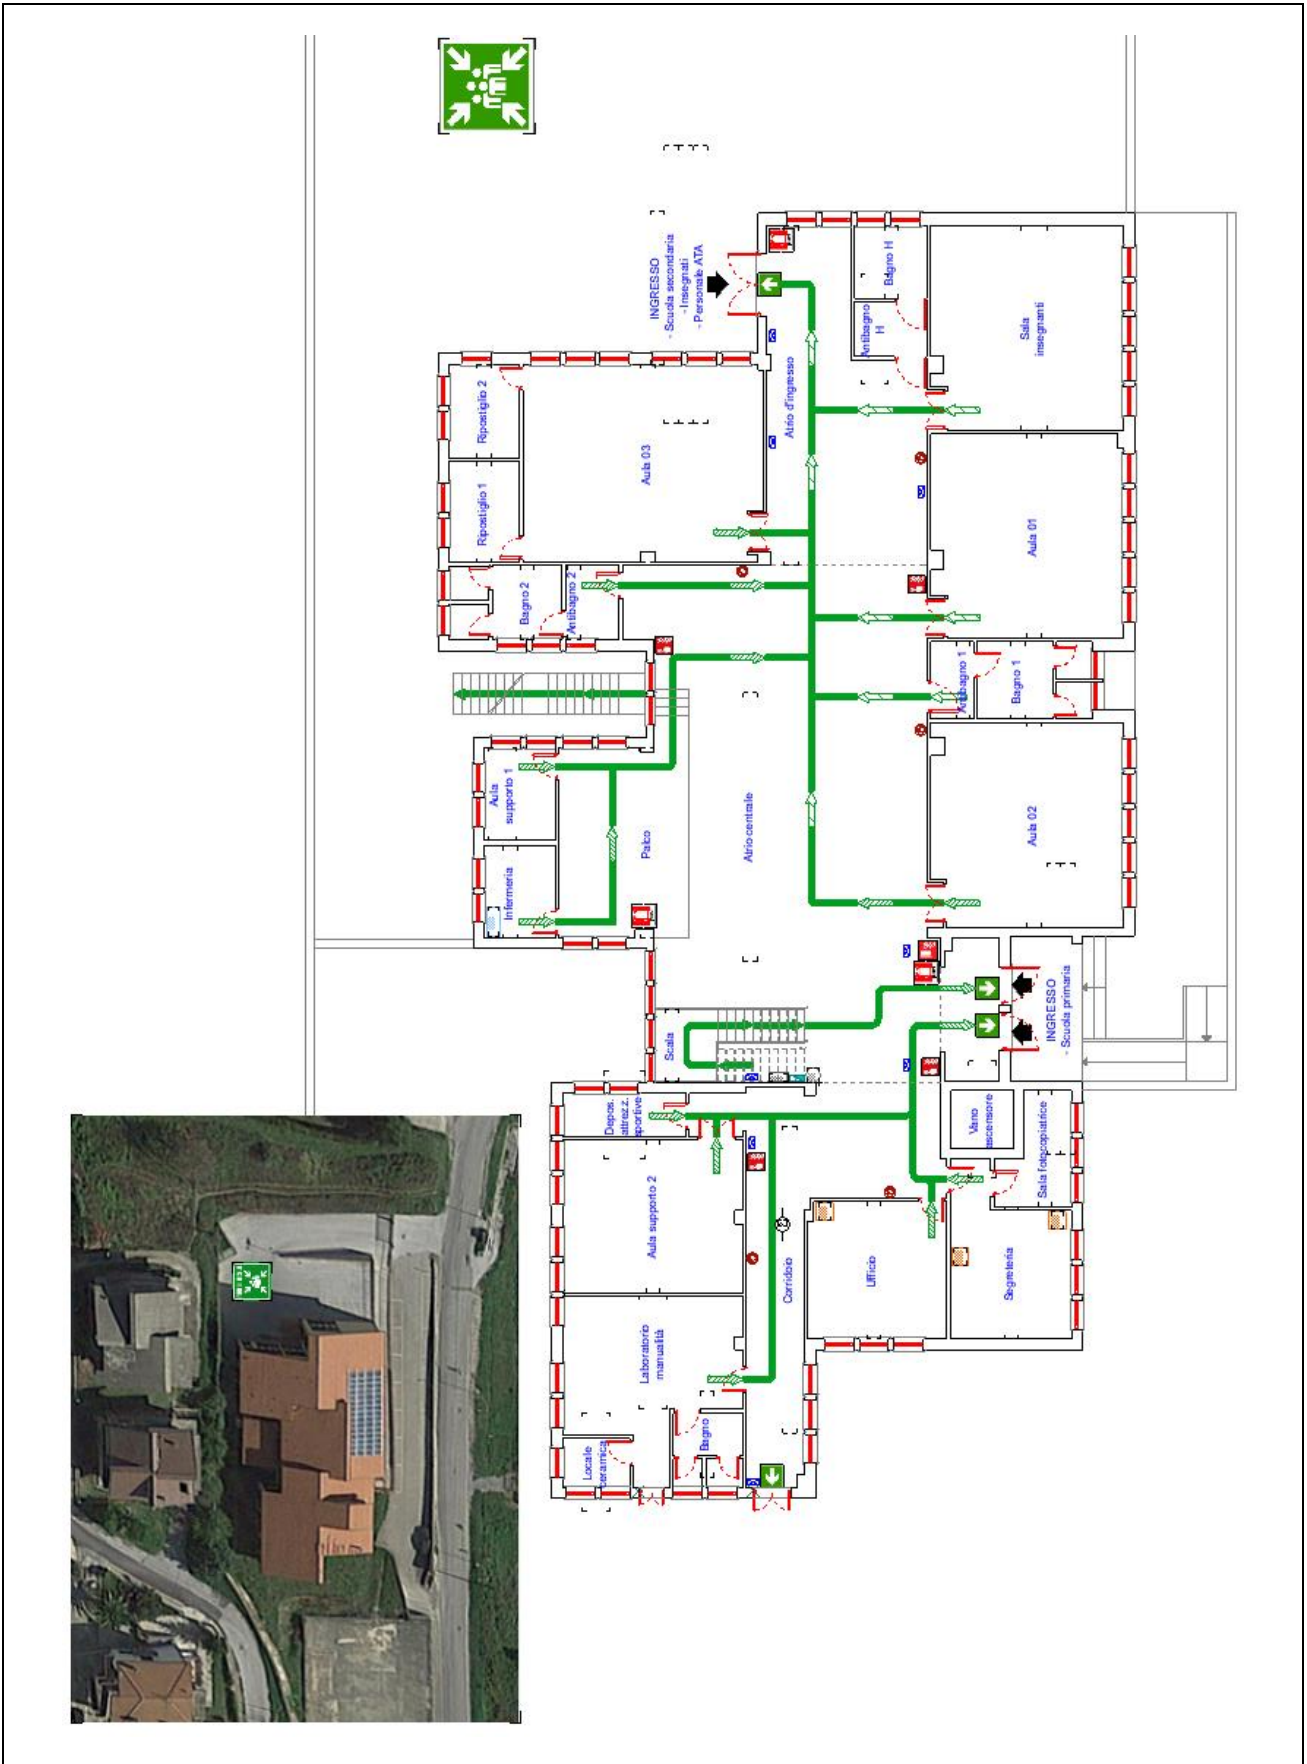 INGRESSO
- Scuola secondaria
- Insegnati
- Personale ATA
Ripostiglio 2
Ripostiglio 1
Aula 03
Atrio d'ingresso
Antibagno
H
Bagno H
Sala
insegnanti
Aula 01
Bagno 2
Antibagno 2
Antibagno 1
Bagno 1
Aula
supporto 1
Infermeria
Palco
Atrio centrale
Aula 02
INGRESSO
- Scuola primaria
Scala
Depos.
attrezz.
sportive
Vano
ascensore
Sala fotocopiatrice
Aula supporto 2
Corridoio
Ufficio
Segreteria
Laboratorio
manualità
Locale
ceramica
Bagno